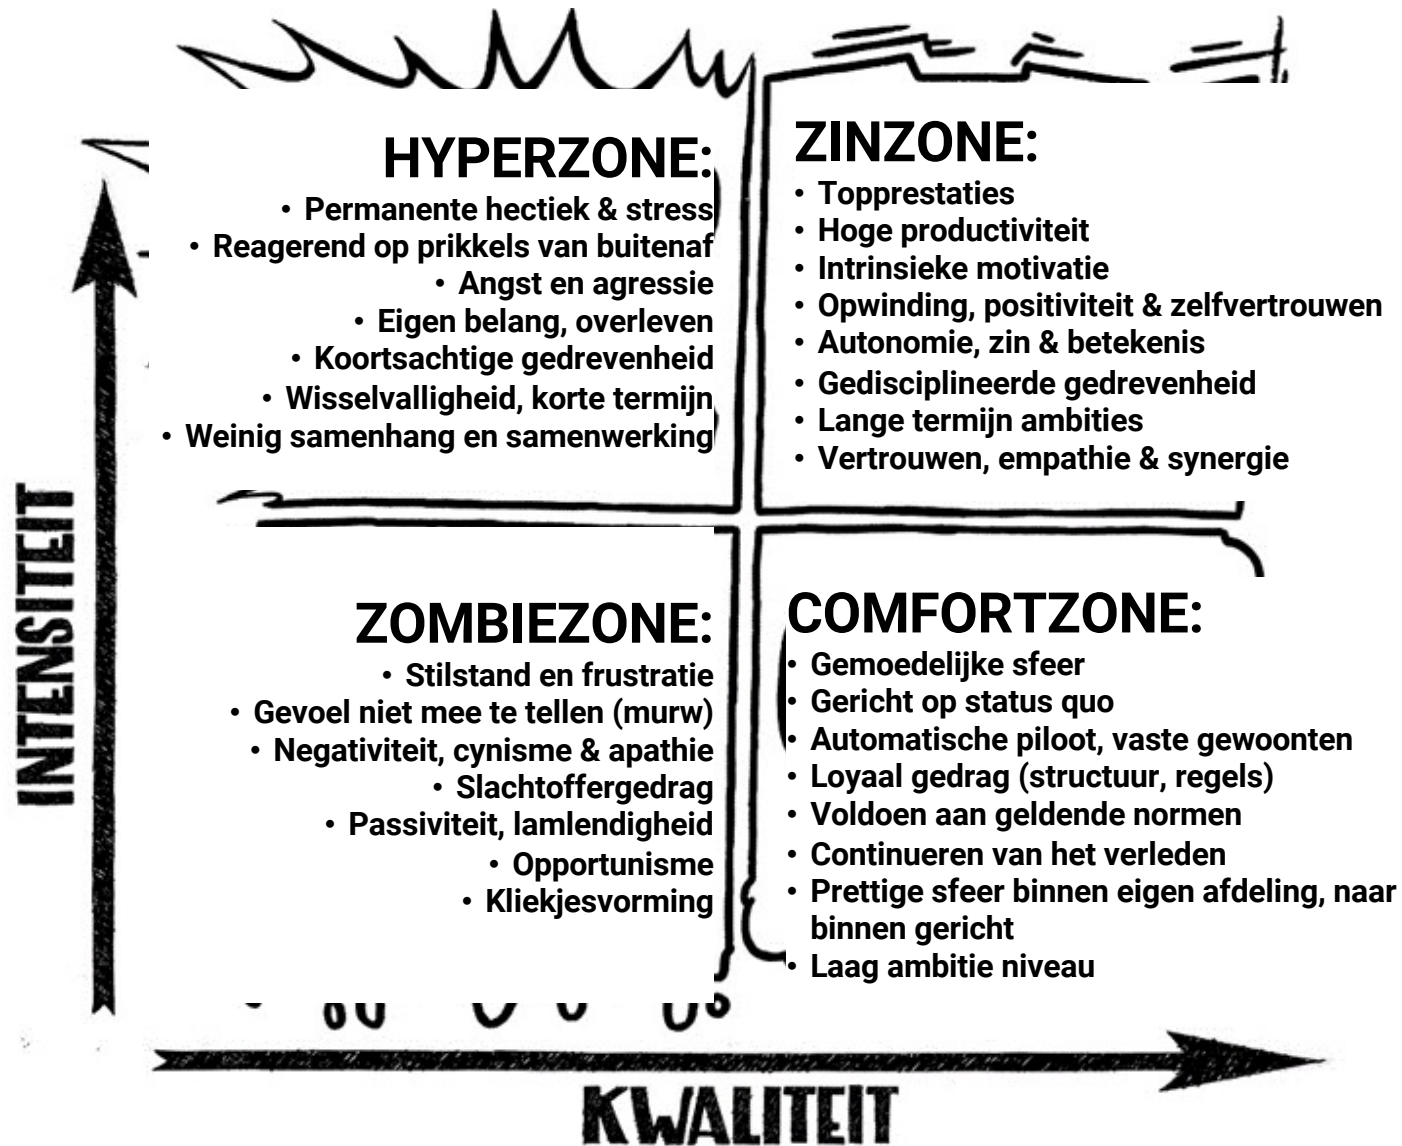 HYPERZONE:
• Permanente hectiek & stress
• Reagerend op prikkels van buitenaf
• Angst en agressie
• Eigen belang, overleven
• Koortsachtige gedrevenheid
• Wisselvalligheid, korte termijn
• Weinig samenhang en samenwerking
ZINZONE:
• Topprestaties
• Hoge productiviteit
• Intrinsieke motivatie
• Opwinding, positiviteit & zelfvertrouwen
• Autonomie, zin & betekenis
• Gedisciplineerde gedrevenheid
• Lange termijn ambities
• Vertrouwen, empathie & synergie
INTENSITEIT
ZOMBIEZONE:
• Stilstand en frustratie
• Gevoel niet mee te tellen (murw)
• Negativiteit, cynisme & apathie
• Slachtoffergedrag
• Passiviteit, lamlendigheid
• Opportunisme
• Kliekjesvorming
COMFORTZONE:
• Gemoedelijke sfeer
• Gericht op status quo
• Automatische piloot, vaste gewoonten
• Loyaal gedrag (structuur, regels)
• Voldoen aan geldende normen
• Continueren van het verleden
• Prettige sfeer binnen eigen afdeling, naar
binnen gericht
• Laag ambitie niveau
KWALITEIT